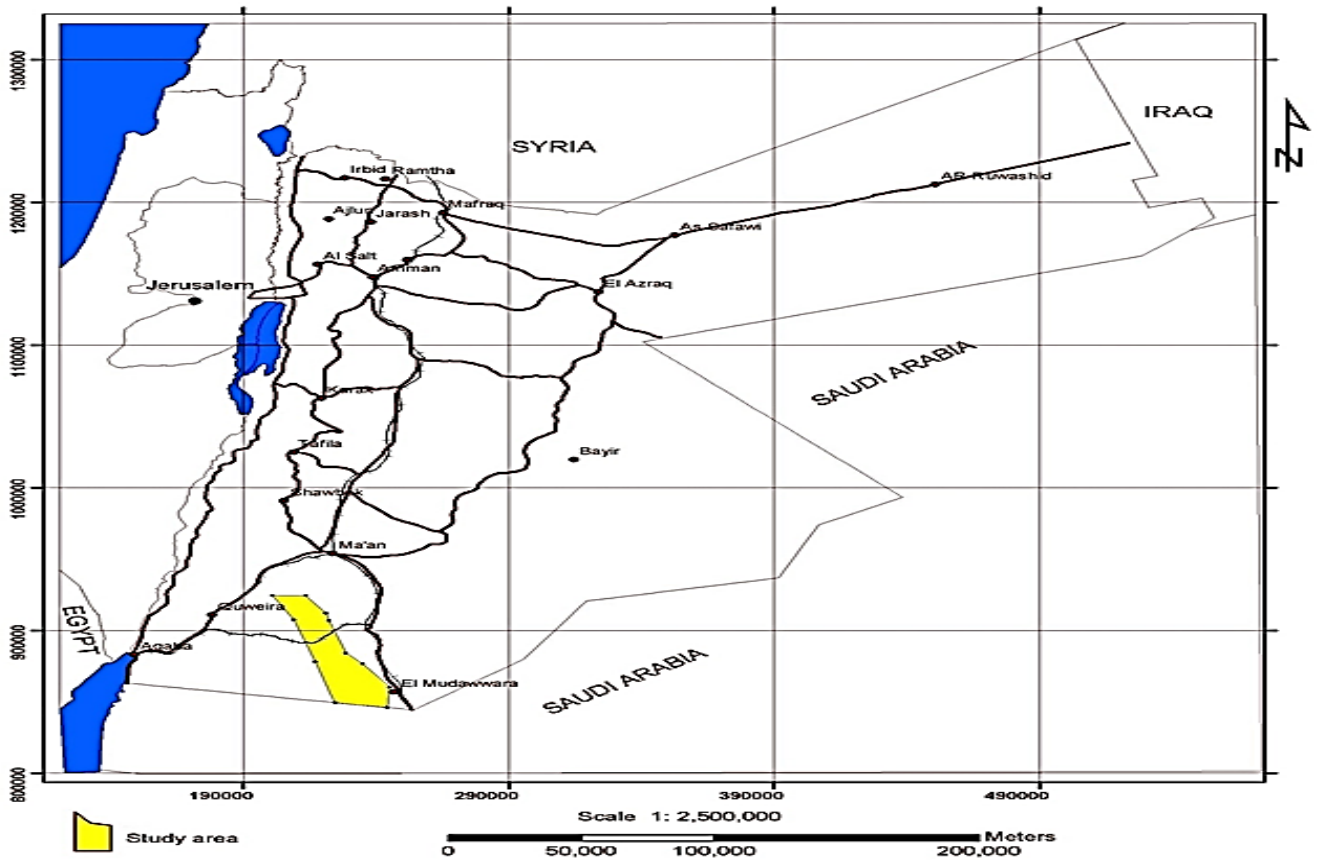 IRAQ
SYRIA
AR Ruwashid
Irbid Ramtha
Ajlun Jarash
Mafraq
As Safawi
Al Salt
Amman
Jerusalem
El Azraq
SAUDI ARABIA
Karak
Tafila
Bayir
Shawbak
Ma'an
Quweira
EGYPT
Aqaba
El Mudawwara
SAUDI ARABIA
1300000
1200000
1100000
1000000
900000
800000
190000 290000 390000 490000
Scale 1: 2,500,000
Study area
Meters
0 50,000 100,000 200,000
N